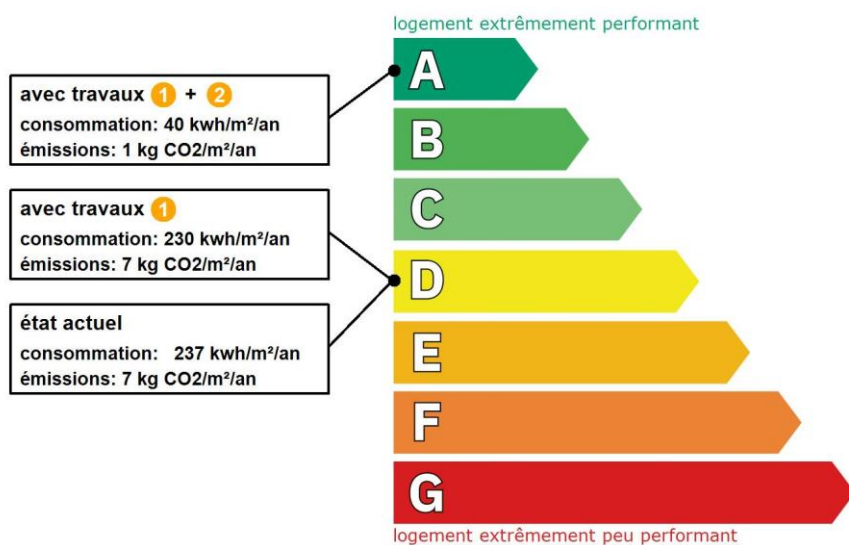 logement extrêmement performant
A
avec travaux 1 + 2
consommation: 40 kwh/m²/an
émissions: 1 kg CO2/m²/an
B
avec travaux 1
consommation: 230 kwh/m²/an
émissions: 7 kg CO2/m²/an
C
D
état actuel
consommation: 237 kwh/m²/an
émissions: 7 kg CO2/m²/an
E
F
G
logement extrêmement peu performant